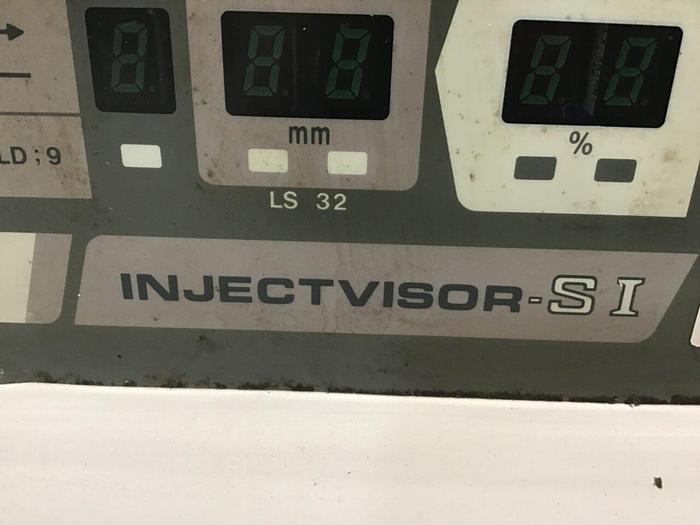 mm
%
LD;9
LS 32
INJECTVISOR-SI